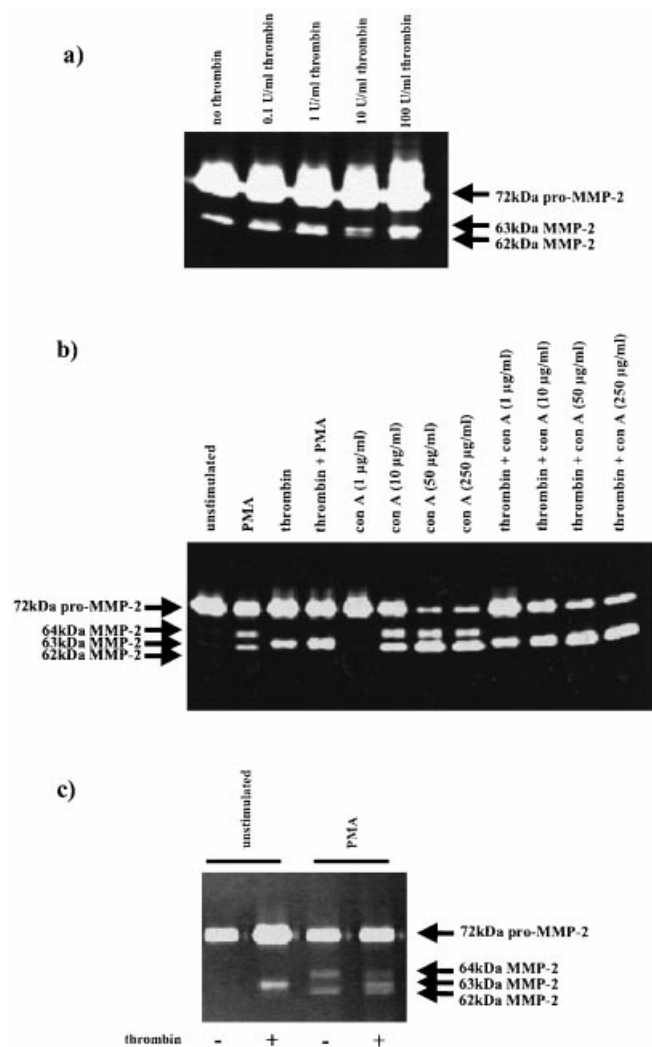 a)
no thrombin
0.1 U/ml thrombin
1 U/ml thrombin
10 U/ml thrombin
100 U/ml thrombin
72kDa pro-MMP-2
63kDa MMP-2
62kDa MMP-2
b)
unstimulated
PMA
thrombin
thrombin + PMA
con A (1 µg/ml)
con A (10 µg/ml)
con A (50 µg/ml)
con A (250 µg/ml)
thrombin + con A (1 µg/ml)
thrombin + con A (10 µg/ml)
thrombin + con A (50 µg/ml)
thrombin + con A (250 µg/ml)
72kDa pro-MMP-2
64kDa MMP-2
63kDa MMP-2
62kDa MMP-2
c)
unstimulated
PMA
72kDa pro-MMP-2
64kDa MMP-2
63kDa MMP-2
62kDa MMP-2
thrombin - + - +